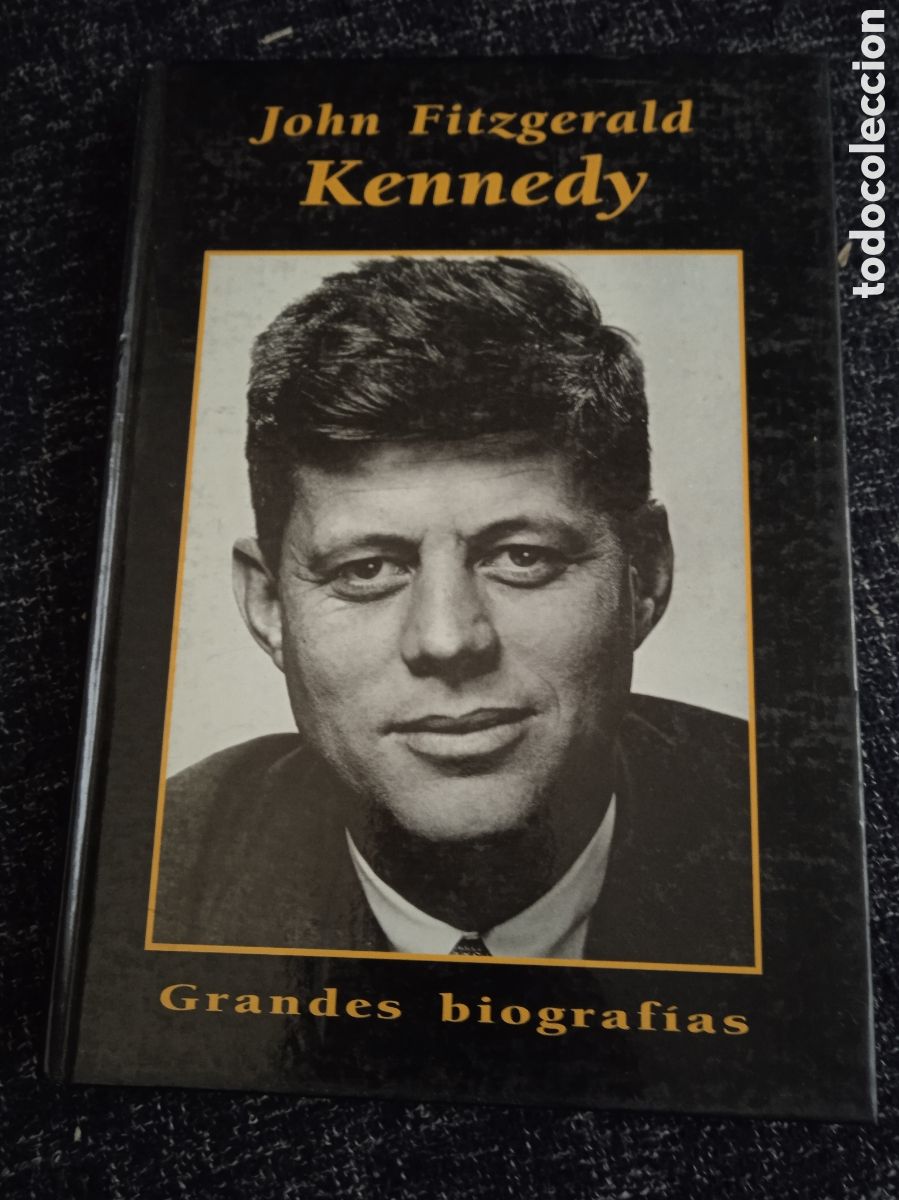 John Fitzgerald
Kennedy
Grandes biografías
todocoleccion